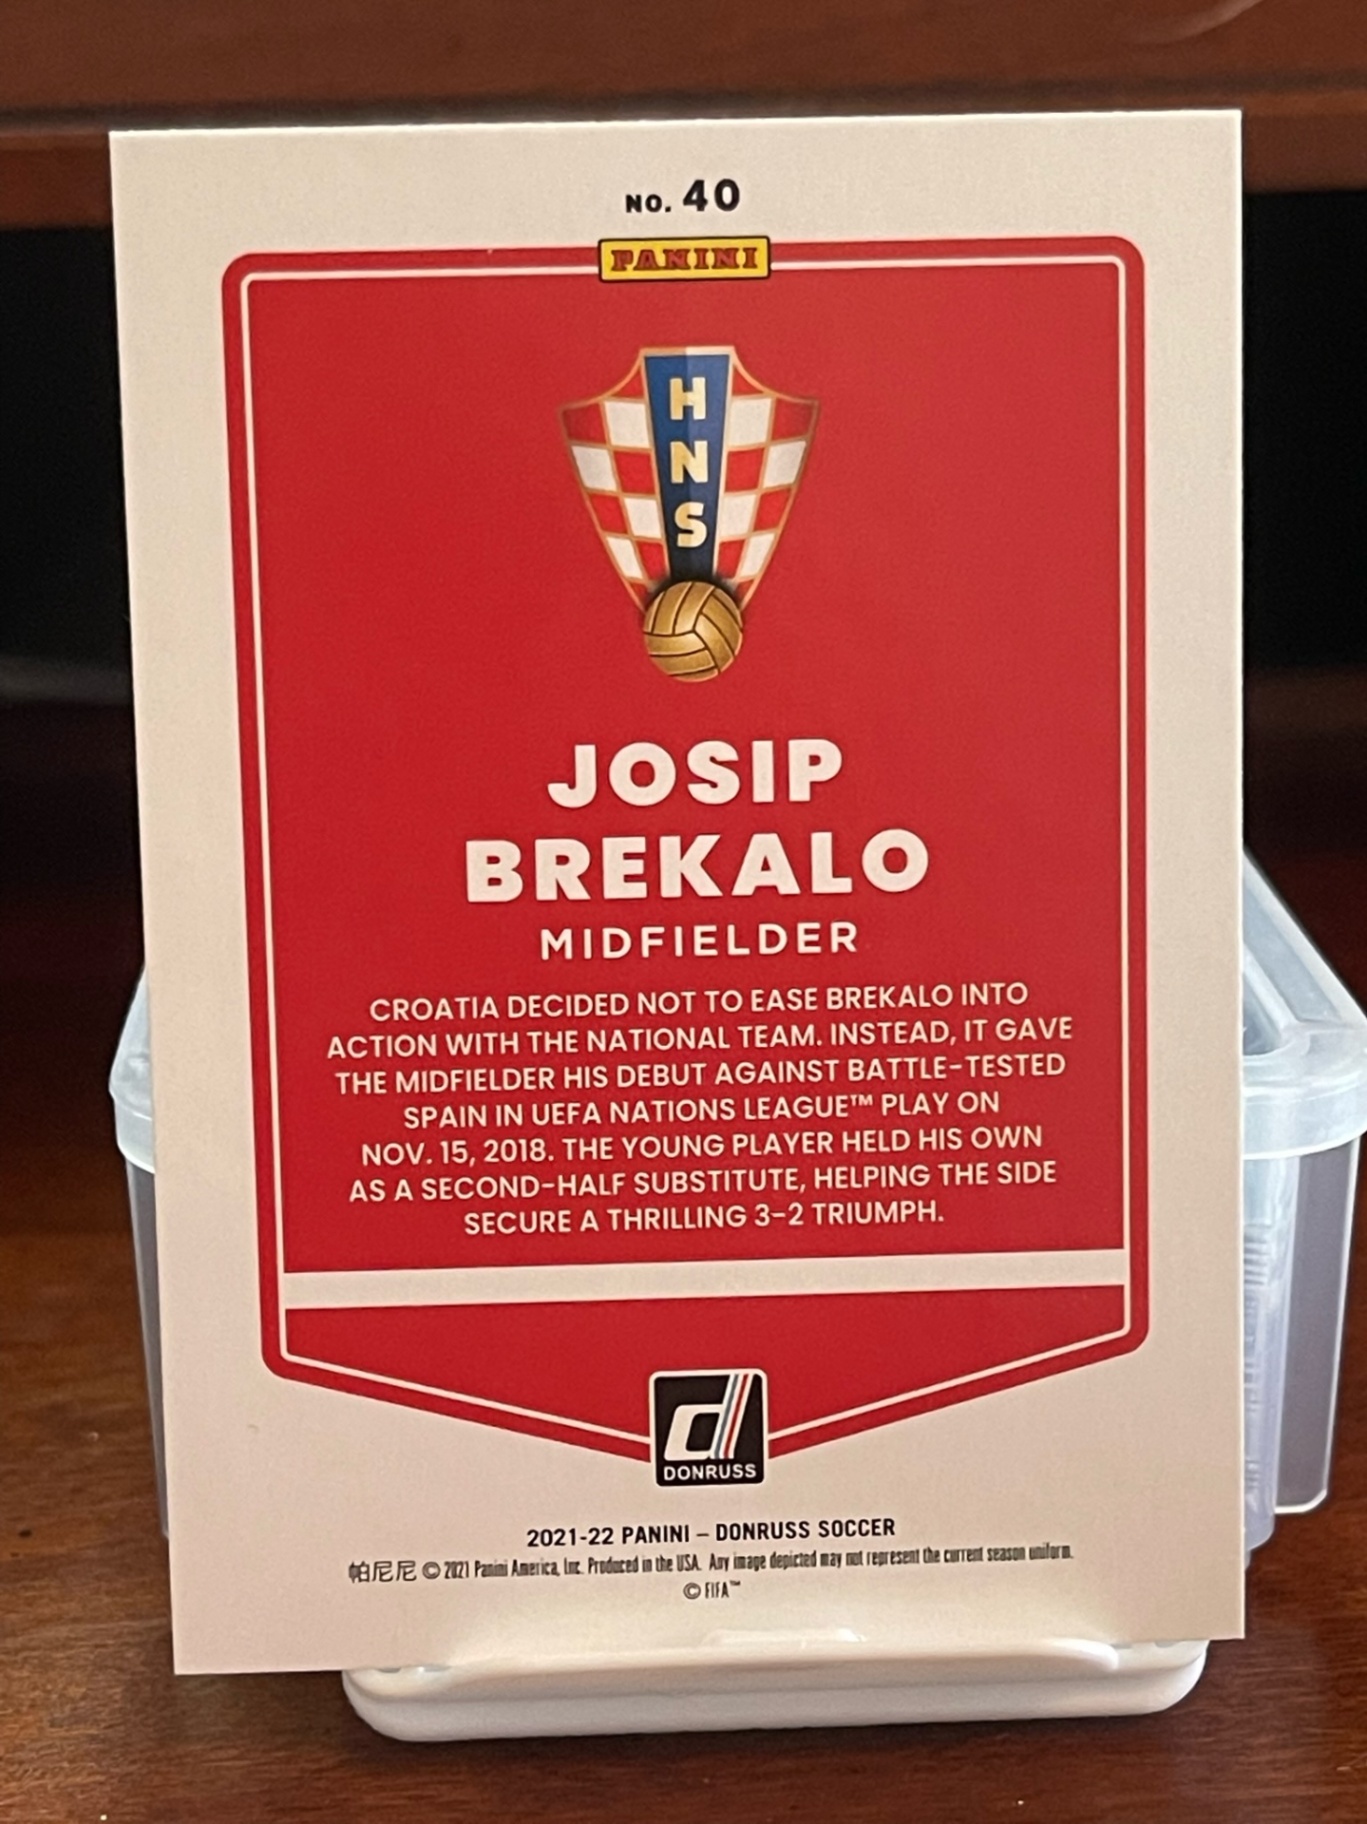 NO. 40
PANINI
H
N
S
JOSIP
BREKALO
MIDFIELDER
CROATIA DECIDED NOT TO EASE BREKALO INTO
ACTION WITH THE NATIONAL TEAM. INSTEAD, IT GAVE
THE MIDFIELDER HIS DEBUT AGAINST BATTLE-TESTED
SPAIN IN UEFA NATIONS LEAGUE™ PLAY ON
NOV. 15, 2018. THE YOUNG PLAYER HELD HIS OWN
AS A SECOND-HALF SUBSTITUTE, HELPING THE SIDE
SECURE A THRILLING 3-2 TRIUMPH.
d
DONRUSS
2021-22 PANINI – DONRUSS SOCCER
帕尼尼 © 2021 Panini America, Inc. Produced in the USA. Any image depicted may not represent the current season uniform.
© FIFA™